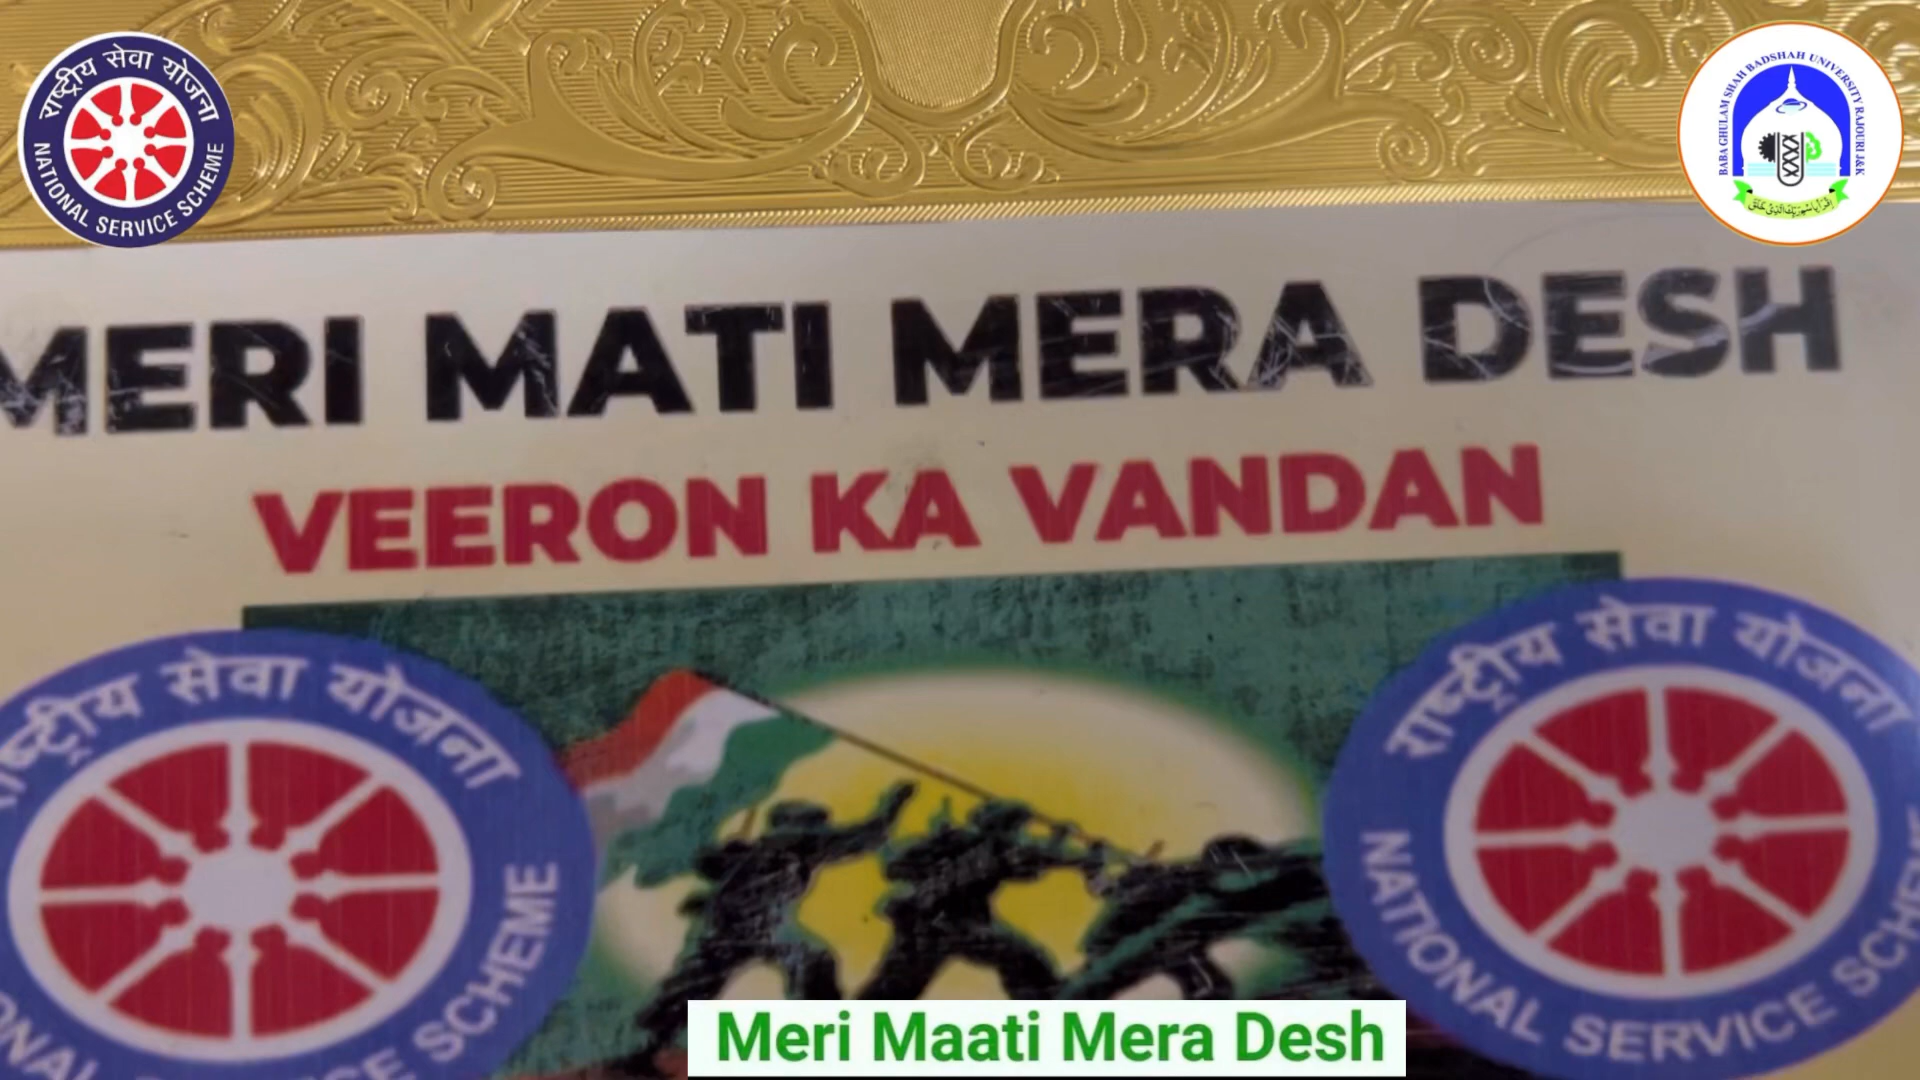 राष्ट्रीय सेवा योजना
NATIONAL SERVICE SCHEME
BABA GHULAM SHAH BADSHAH UNIVERSITY RAJOURI J&K
MERI MATI MERA DESH
VEERON KA VANDAN
राष्ट्रीय सेवा योजना
SCHEME
राष्ट्रीय सेवा योजना
NATIONAL SERVICE SCHEME
Meri Maati Mera Desh